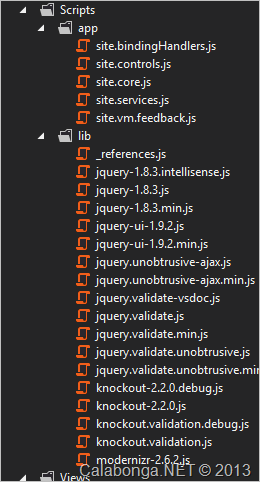 Scripts
app
site.bindingHandlers.js
site.controls.js
site.core.js
site.services.js
site.vm.feedback.js
lib
_references.js
jquery-1.8.3.intellisense.js
jquery-1.8.3.js
jquery-1.8.3.min.js
jquery-ui-1.9.2.js
jquery-ui-1.9.2.min.js
jquery.unobtrusive-ajax.js
jquery.unobtrusive-ajax.min.js
jquery.validate-vsdoc.js
jquery.validate.js
jquery.validate.min.js
jquery.validate.unobtrusive.js
jquery.validate.unobtrusive.min
knockout-2.2.0.debug.js
knockout-2.2.0.js
knockout.validation.debug.js
knockout.validation.js
modernizr-2.6.2.js
Views
Calabonga.NET © 2013